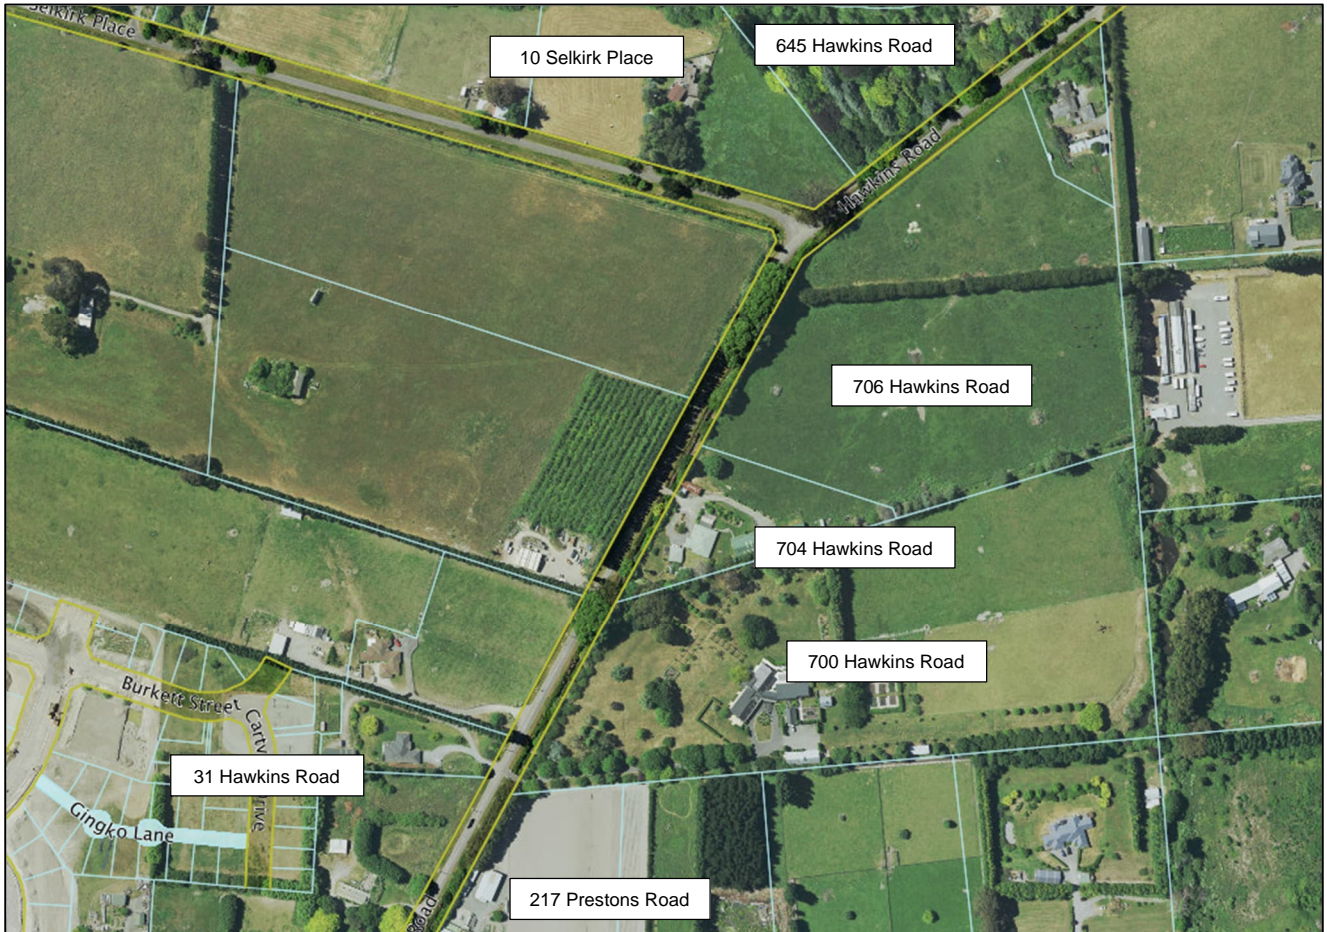 Selkirk Place
10 Selkirk Place
645 Hawkins Road
Hawkins Road
706 Hawkins Road
704 Hawkins Road
700 Hawkins Road
Burkett Street
31 Hawkins Road
Gingko Lane
217 Prestons Road
Road